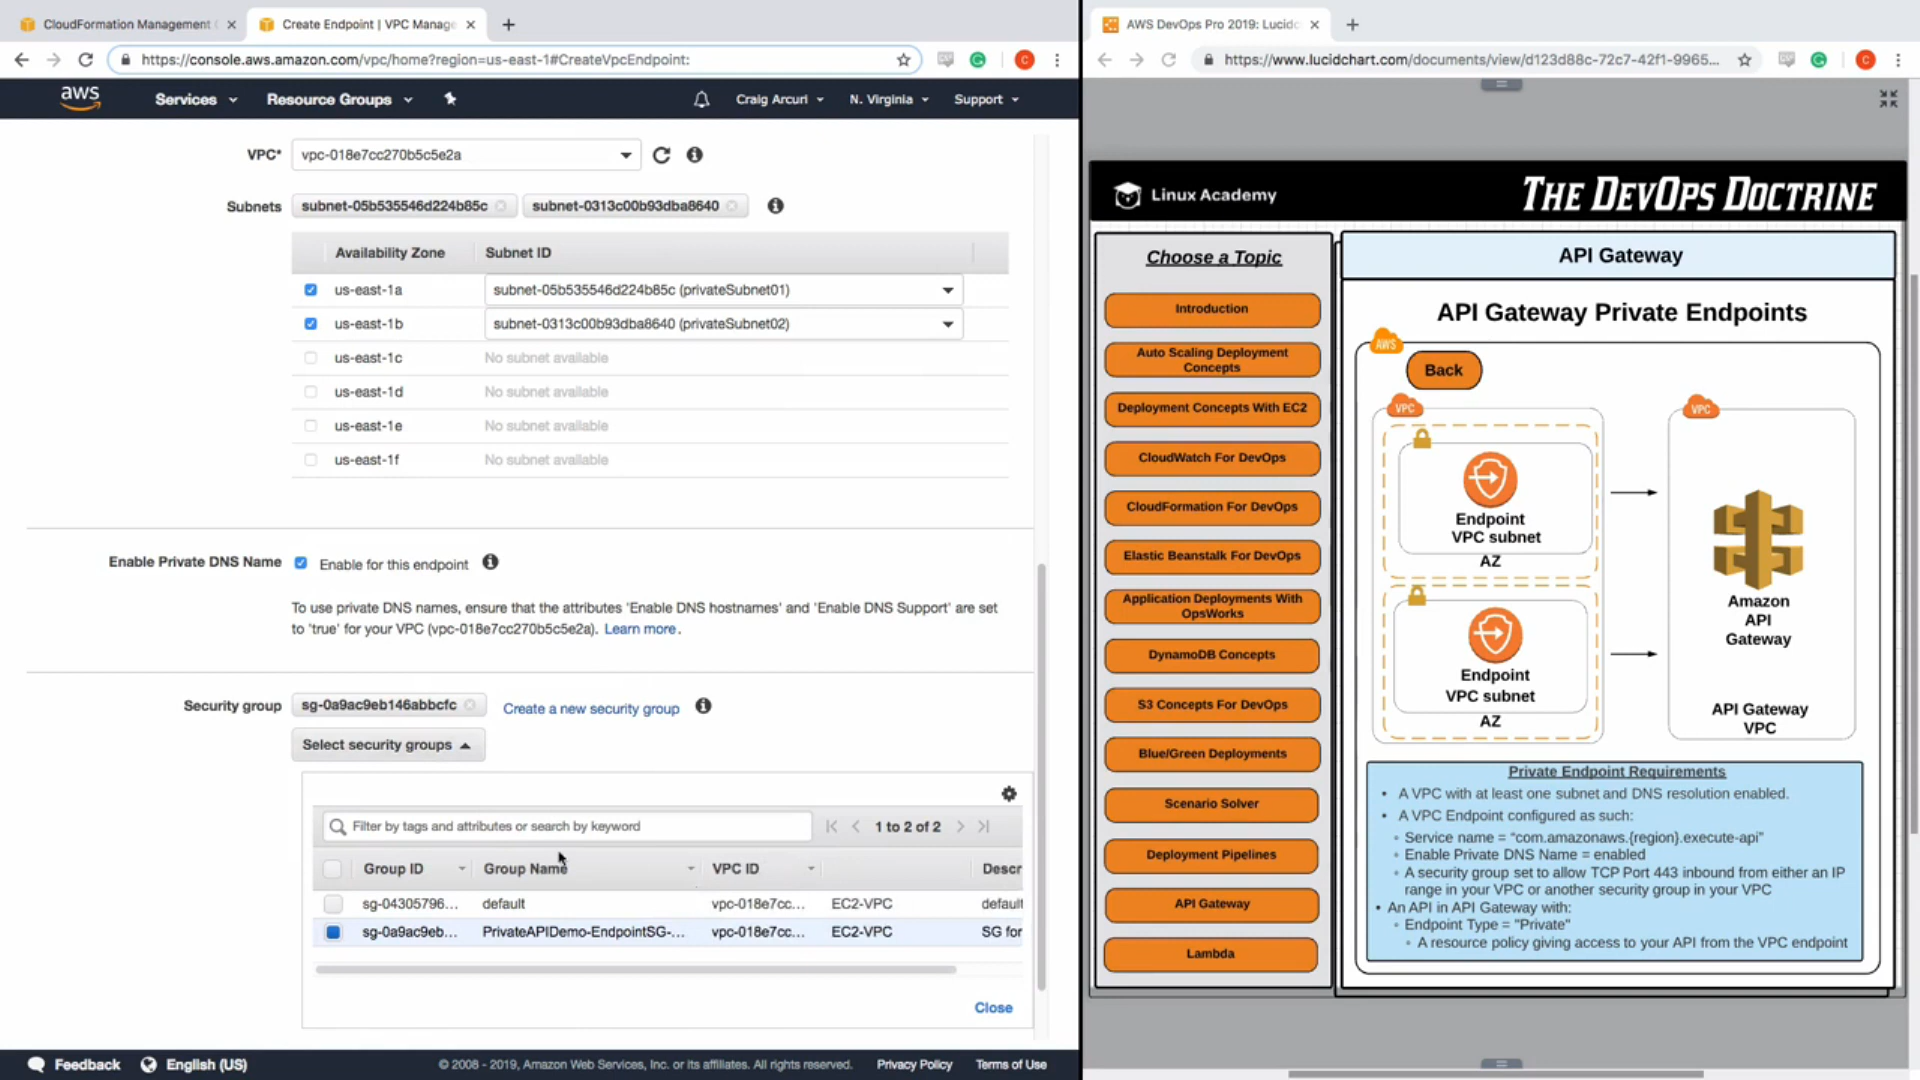 CloudFormation Management
Create Endpoint | VPC Manage
https://console.aws.amazon.com/vpc/home?region=us-east-1#CreateVpcEndpoint:
C
aws
Services
Resource Groups
Craig Arcuri
N. Virginia
Support
VPC*
vpc-018e7cc270b5c5e2a
Subnets
subnet-05b535546d224b85c
subnet-0313c00b93dba8640
Availability Zone
Subnet ID
us-east-1a
subnet-05b535546d224b85c (privateSubnet01)
us-east-1b
subnet-0313c00b93dba8640 (privateSubnet02)
us-east-1c
No subnet available
us-east-1d
No subnet available
us-east-1e
No subnet available
us-east-1f
No subnet available
Enable Private DNS Name
Enable for this endpoint
To use private DNS names, ensure that the attributes 'Enable DNS hostnames' and 'Enable DNS Support' are set
to 'true' for your VPC (vpc-018e7cc270b5c5e2a). Learn more.
Security group
sg-0a9ac9eb146abbcfc
Create a new security group
Select security groups
Filter by tags and attributes or search by keyword
1 to 2 of 2
Group ID
Group Name
VPC ID
Descr
sg-04305796...
default
vpc-018e7cc...
EC2-VPC
default
sg-0a9ac9eb...
PrivateAPIDemo-EndpointSG-...
vpc-018e7cc...
EC2-VPC
SG for
Close
Feedback
English (US)
© 2008 - 2019, Amazon Web Services, Inc. or its affiliates. All rights reserved.
Privacy Policy
Terms of Use
AWS DevOps Pro 2019: Lucidc
https://www.lucidchart.com/documents/view/d123d88c-72c7-42f1-9965...
C
Linux Academy
THE DEVOPS DOCTRINE
Choose a Topic
Introduction
Auto Scaling Deployment
Concepts
Deployment Concepts With EC2
CloudWatch For DevOps
CloudFormation For DevOps
Elastic Beanstalk For DevOps
Application Deployments With
OpsWorks
DynamoDB Concepts
S3 Concepts For DevOps
Blue/Green Deployments
Scenario Solver
Deployment Pipelines
API Gateway
Lambda
API Gateway
API Gateway Private Endpoints
AWS
Back
VPC
VPC
Endpoint
VPC subnet
AZ
Endpoint
VPC subnet
AZ
Amazon
API
Gateway
API Gateway
VPC
Private Endpoint Requirements
• A VPC with at least one subnet and DNS resolution enabled.
• A VPC Endpoint configured as such:
◦ Service name = “com.amazonaws.{region}.execute-api”
◦ Enable Private DNS Name = enabled
◦ A security group set to allow TCP Port 443 inbound from either an IP
range in your VPC or another security group in your VPC
• An API in API Gateway with:
◦ Endpoint Type = "Private"
◦ A resource policy giving access to your API from the VPC endpoint